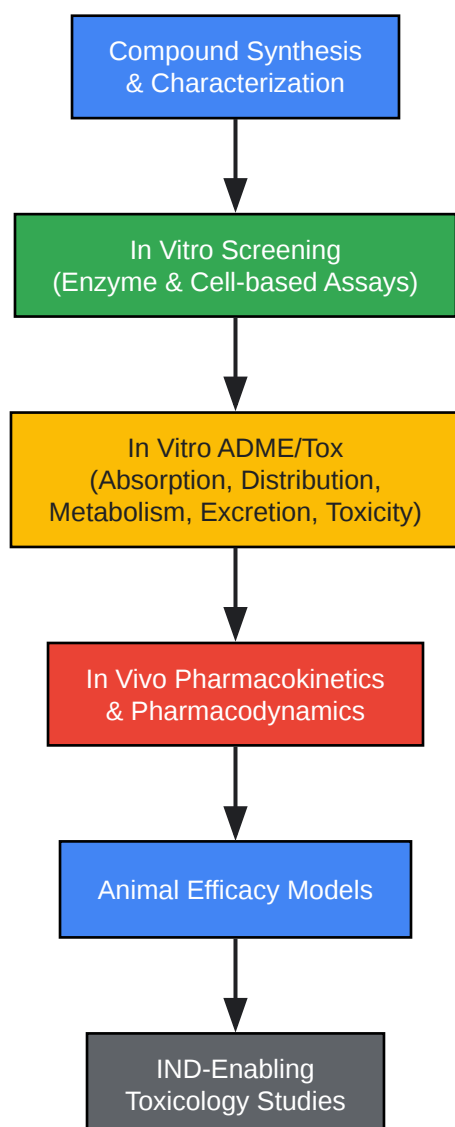 Compound Synthesis
& Characterization
In Vitro Screening
(Enzyme & Cell-based Assays)
In Vitro ADME/Tox
(Absorption, Distribution,
Metabolism, Excretion, Toxicity)
In Vivo Pharmacokinetics
& Pharmacodynamics
Animal Efficacy Models
IND-Enabling
Toxicology Studies